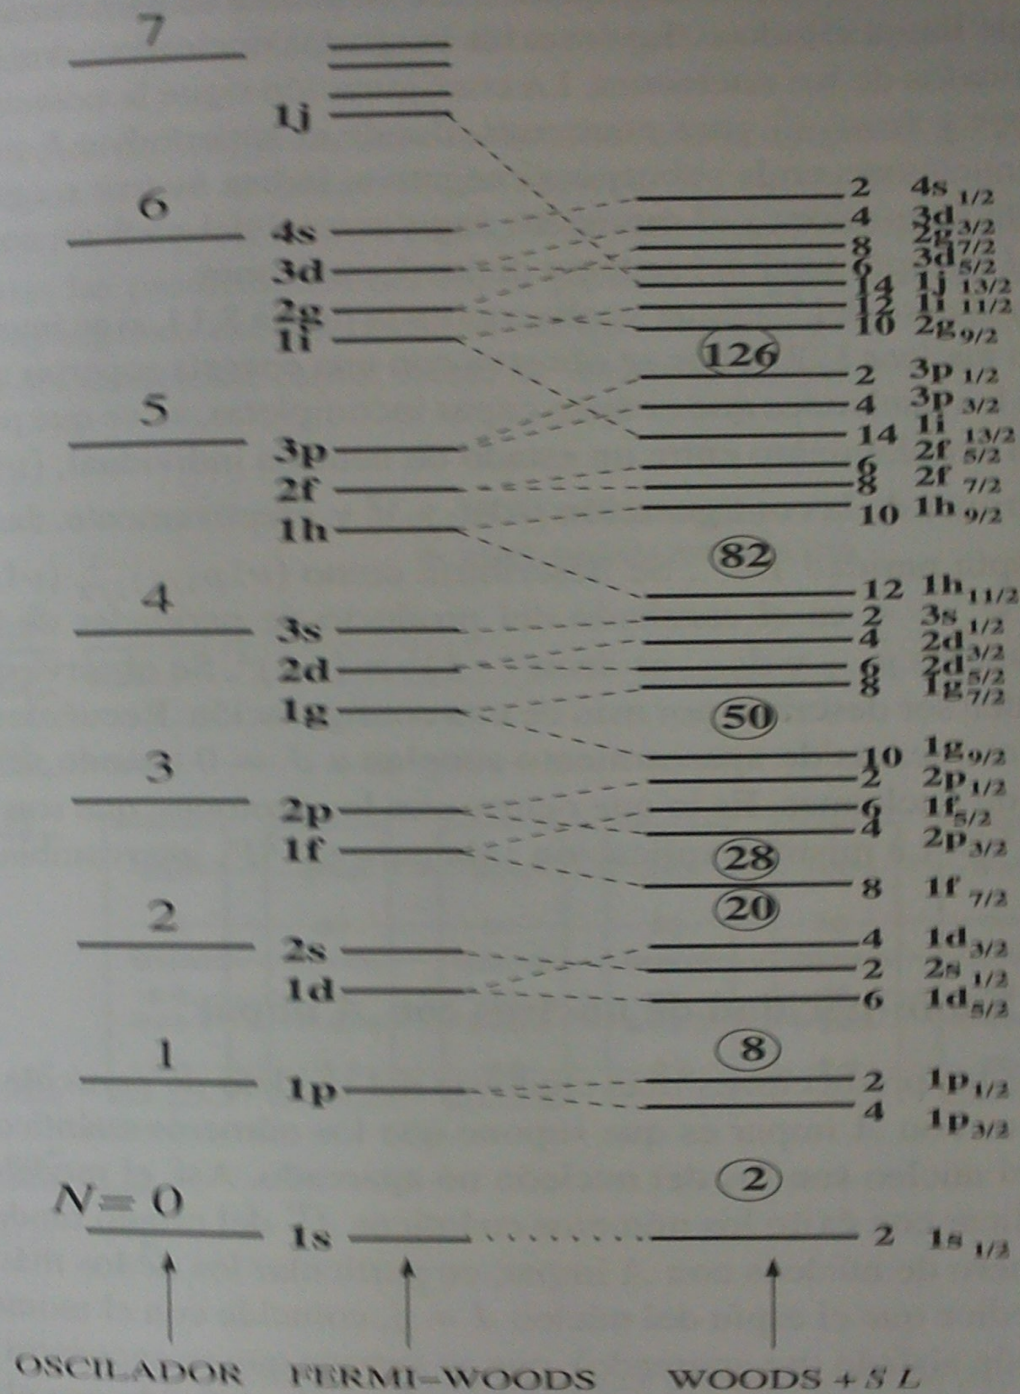 7
1j
6
4s
2 4s 1/2
4 3d 3/2
3d
8 2g 7/2
6 3d 5/2
14 1j 13/2
2g
12 1i 11/2
10 2g 9/2
1i
126
2 3p 1/2
5
4 3p 3/2
3p
14 1i 13/2
2f
6 2f 5/2
8 2f 7/2
1h
10 1h 9/2
82
4
12 1h 11/2
3s
2 3s 1/2
4 2d 3/2
2d
6 2d 5/2
8 1g 7/2
1g
50
3
10 1g 9/2
2 2p 1/2
2p
6 1f 5/2
4 2p 3/2
1f
28
8 1f 7/2
20
2
2s
4 1d 3/2
2 2s 1/2
1d
6 1d 5/2
8
1
1p
2 1p 1/2
4 1p 3/2
2
N= 0
1s
2 1s 1/2
OSCILADOR FERMI-WOODS WOODS + S L